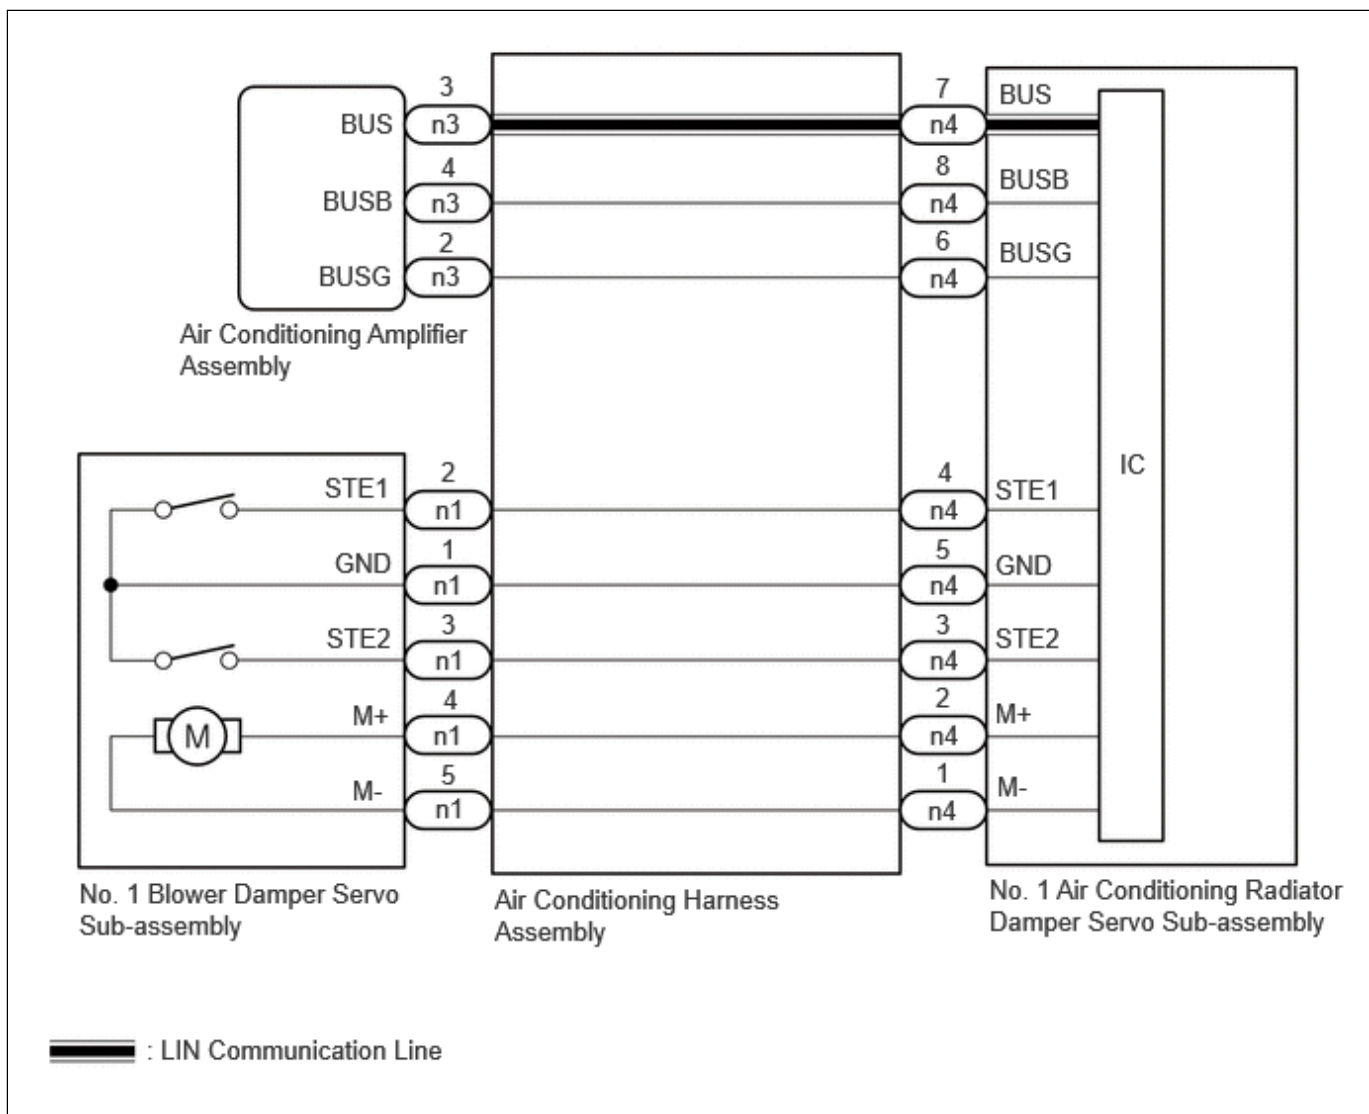 3
7
BUS
BUS
n3
n4
4
8
BUSB
BUSB
n3
n4
2
6
BUSG
BUSG
n3
n4
Air Conditioning Amplifier
Assembly
IC
2
4
STE1
STE1
n1
n4
1
5
GND
GND
n1
n4
3
3
STE2
STE2
n1
n4
4
2
M+
M+
M
n1
n4
5
1
M-
M-
n1
n4
No. 1 Blower Damper Servo
Sub-assembly
Air Conditioning Harness
Assembly
No. 1 Air Conditioning Radiator
Damper Servo Sub-assembly
: LIN Communication Line